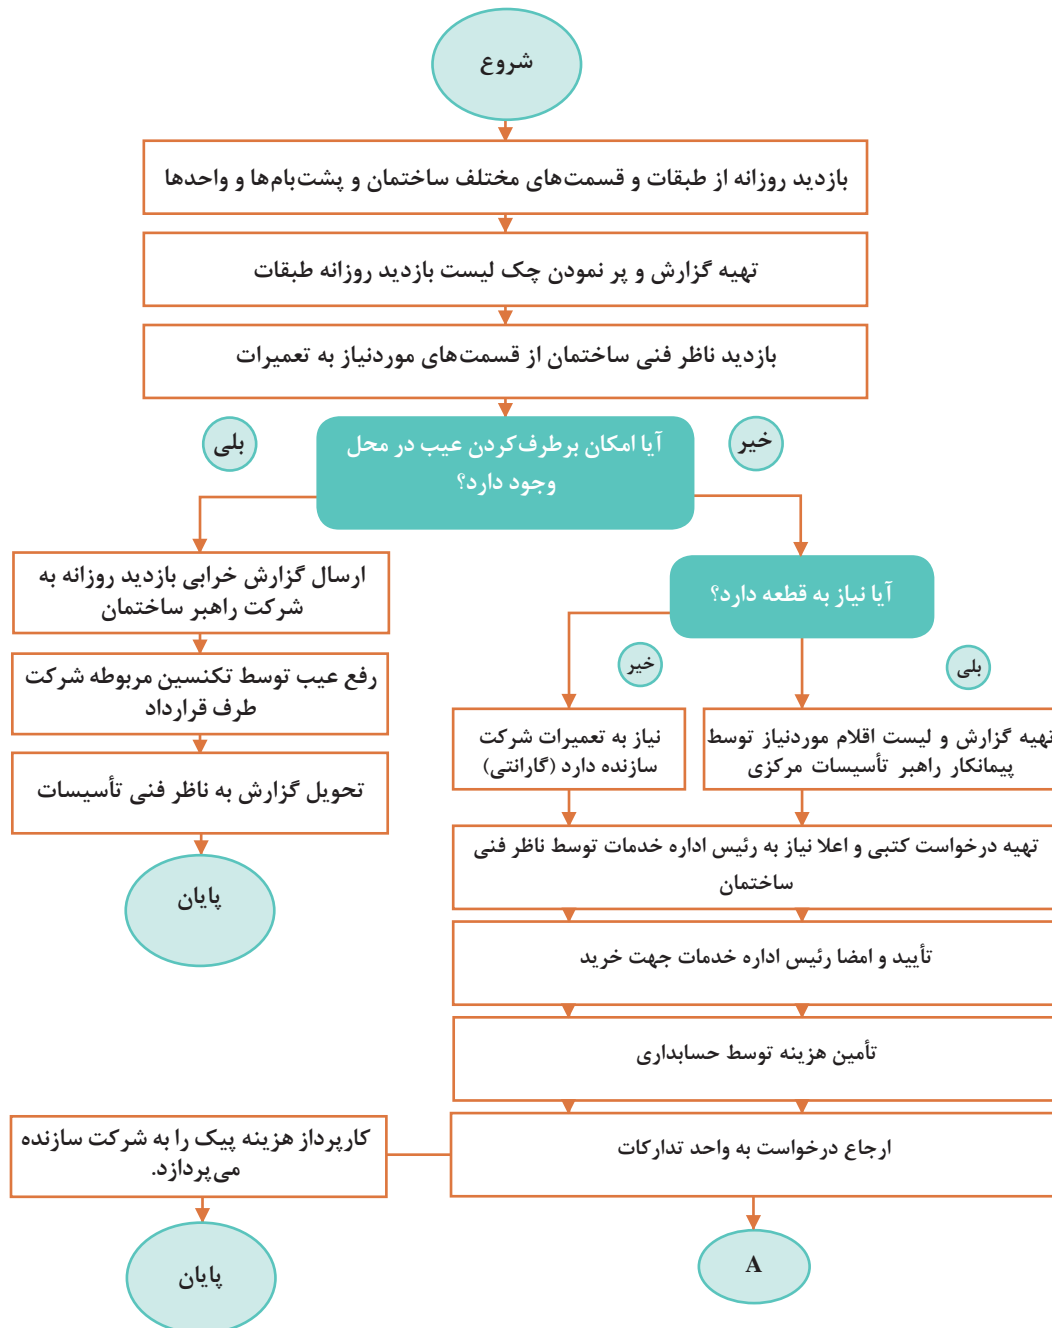 شروع
بازدید روزانه از طبقات و قسمت‌های مختلف ساختمان و پشت‌بام‌ها و واحدها
تهیه گزارش و پر نمودن چک لیست بازدید روزانه طبقات
بازدید ناظر فنی ساختمان از قسمت‌های موردنیاز به تعمیرات
خیر
آیا امکان برطرف‌کردن عیب در محل
وجود دارد؟
بلی
ارسال گزارش خرابی بازدید روزانه به
شرکت راهبر ساختمان
آیا نیاز به قطعه دارد؟
رفع عیب توسط تکنسین مربوطه شرکت
طرف قرارداد
بلی
خیر
تهیه گزارش و لیست اقلام موردنیاز توسط
پیمانکار راهبر تأسیسات مرکزی
نیاز به تعمیرات شرکت
سازنده دارد (گارانتی)
تحویل گزارش به ناظر فنی تأسیسات
تهیه درخواست کتبی و اعلا نیاز به رئیس اداره خدمات توسط ناظر فنی
ساختمان
پایان
تأیید و امضا رئیس اداره خدمات جهت خرید
تأمین هزینه توسط حسابداری
ارجاع درخواست به واحد تدارکات
کارپرداز هزینه پیک را به شرکت سازنده
می‌پردازد.
A
پایان